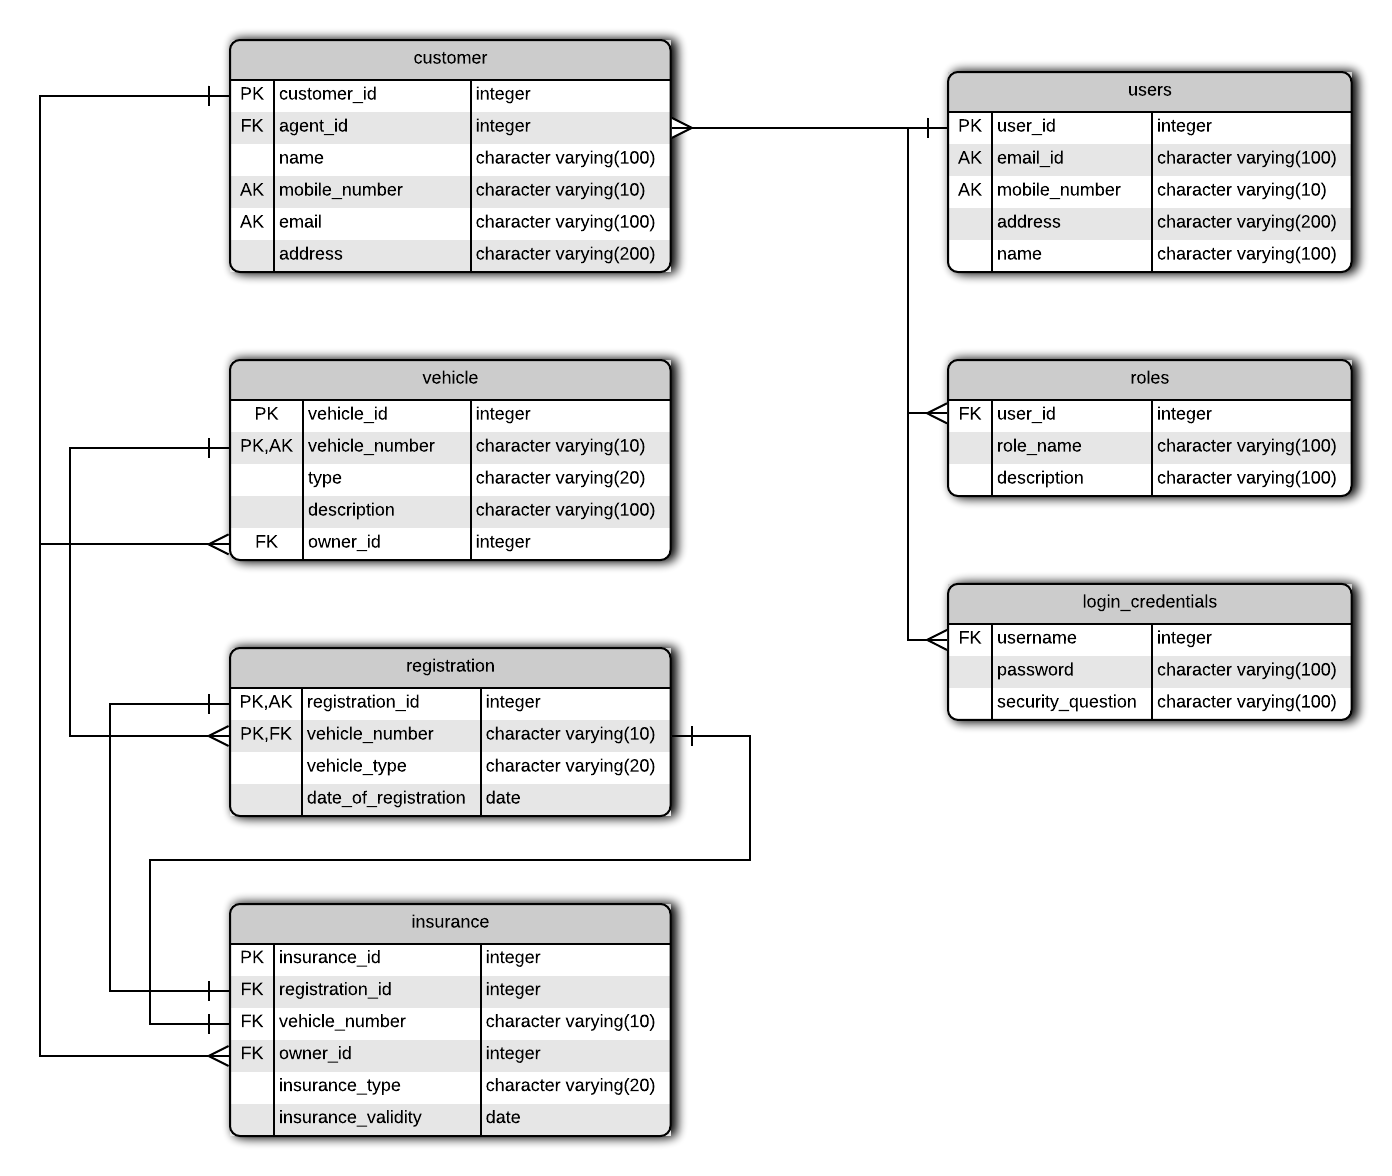 customer
PK customer_id integer
FK agent_id integer
name character varying(100)
AK mobile_number character varying(10)
AK email character varying(100)
address character varying(200)
users
PK user_id integer
AK email_id character varying(100)
AK mobile_number character varying(10)
address character varying(200)
name character varying(100)
vehicle
PK vehicle_id integer
PK,AK vehicle_number character varying(10)
type character varying(20)
description character varying(100)
FK owner_id integer
roles
FK user_id integer
role_name character varying(100)
description character varying(100)
login_credentials
FK username integer
password character varying(100)
security_question character varying(100)
registration
PK,AK registration_id integer
PK,FK vehicle_number character varying(10)
vehicle_type character varying(20)
date_of_registration date
insurance
PK insurance_id integer
FK registration_id integer
FK vehicle_number character varying(10)
FK owner_id integer
insurance_type character varying(20)
insurance_validity date